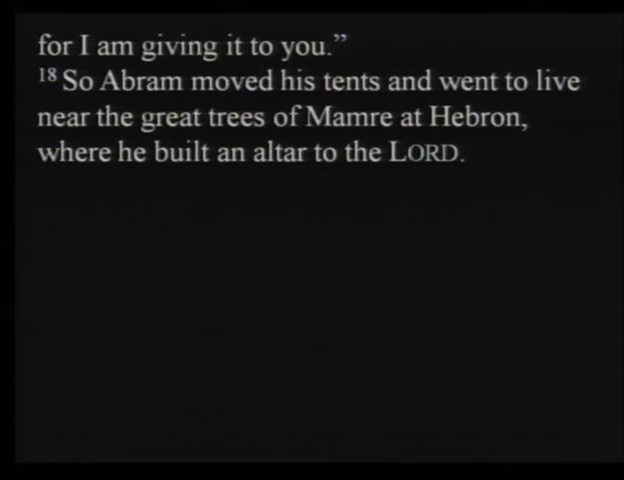 for I am giving it to you.”
18 So Abram moved his tents and went to live
near the great trees of Mamre at Hebron,
where he built an altar to the LORD.